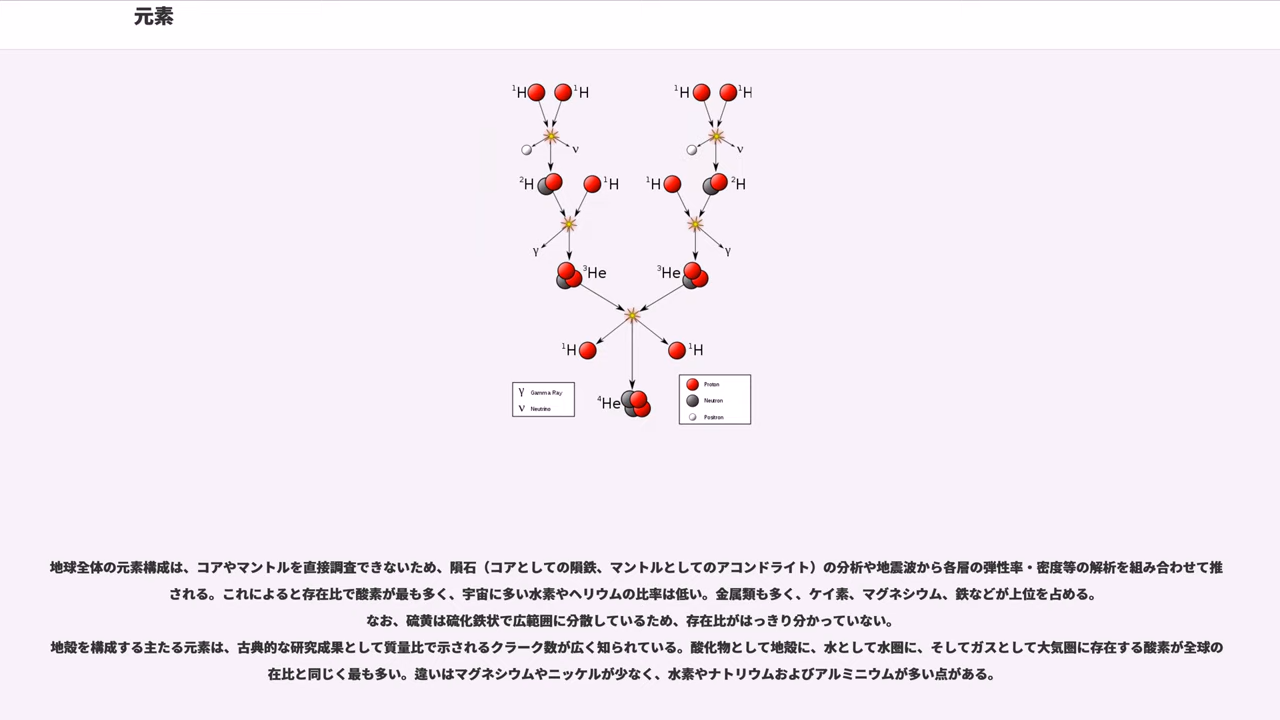 元素
¹H ¹H ¹H ¹H
ν ν
²H ¹H ¹H ²H
γ γ
³He ³He
¹H ¹H
γ Gamma Ray
ν Neutrino
⁴He
Proton
Neutron
Positron
地球全体の元素構成は、コアやマントルを直接調査できないため、隕石（コアとしての隕鉄、マントルとしてのアコンドライト）の分析や地震波から各層の弾性率・密度等の解析を組み合わせて推
される。これによると存在比で酸素が最も多く、宇宙に多い水素やヘリウムの比率は低い。金属類も多く、ケイ素、マグネシウム、鉄などが上位を占める。
なお、硫黄は硫化鉄状で広範囲に分散しているため、存在比がはっきり分かっていない。
地殻を構成する主たる元素は、古典的な研究成果として質量比で示されるクラーク数が広く知られている。酸化物として地殻に、水として水圏に、そしてガスとして大気圏に存在する酸素が全球の
在比と同じく最も多い。違いはマグネシウムやニッケルが少なく、水素やナトリウムおよびアルミニウムが多い点がある。